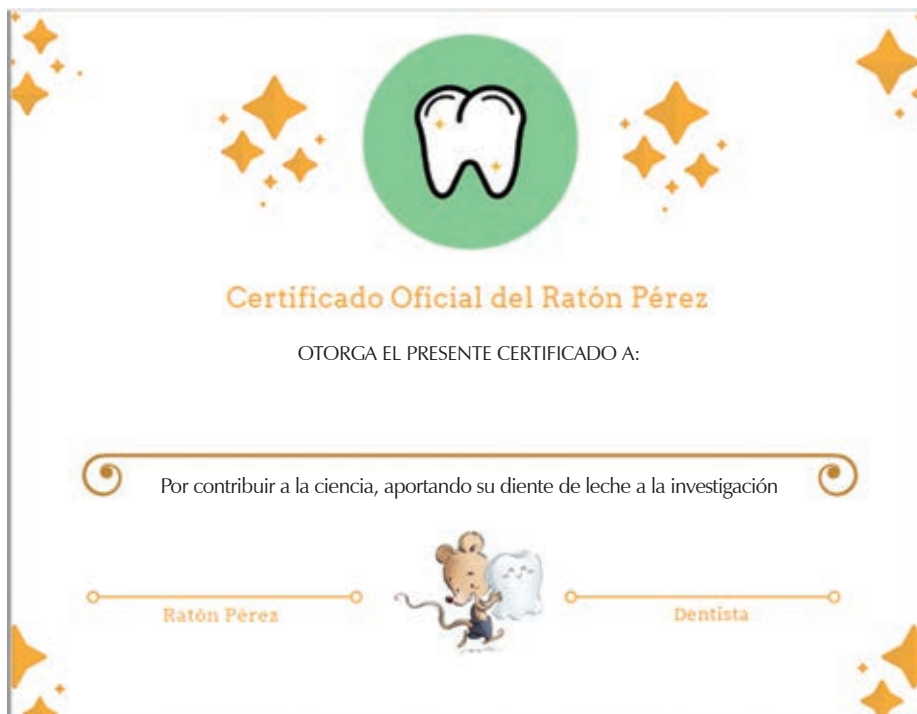 Certificado Oficial del Ratón Pérez
OTORGA EL PRESENTE CERTIFICADO A:
Por contribuir a la ciencia, aportando su diente de leche a la investigación
Ratón Pérez
Dentista